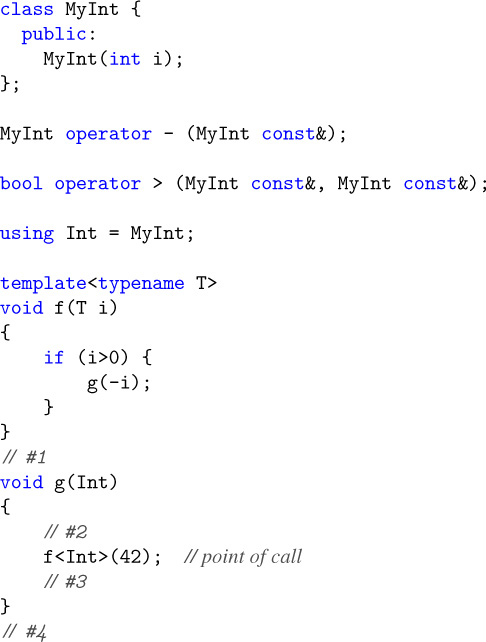 class MyInt {
  public:
    MyInt(int i);
};

MyInt operator - (MyInt const&);

bool operator > (MyInt const&, MyInt const&);

using Int = MyInt;

template<typename T>
void f(T i)
{
    if (i>0) {
        g(-i);
    }
}
// #1
void g(Int)
{
    // #2
    f<Int>(42);  // point of call
    // #3
}
// #4